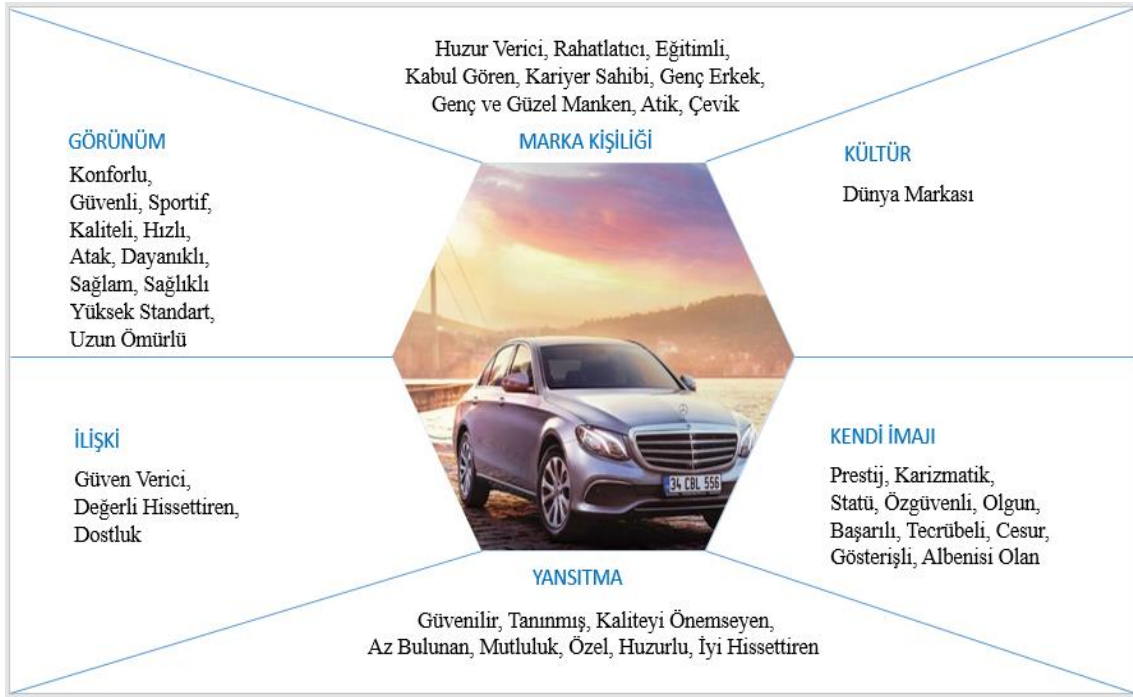 Huzur Verici, Rahatlatıcı, Eğitimli,
Kabul Gören, Kariyer Sahibi, Genç Erkek,
Genç ve Güzel Manken, Atik, Çevik
MARKA KİŞİLİĞİ
GÖRÜNÜM
Konforlu,
Güvenli, Sportif,
Kaliteli, Hızlı,
Atak, Dayanıklı,
Sağlam, Sağlıklı
Yüksek Standart,
Uzun Ömürlü
KÜLTÜR
Dünya Markası
İLİŞKİ
Güven Verici,
Değerli Hissettiren,
Dostluk
34 CBL 556
KENDİ İMAJI
Prestij, Karizmatik,
Statü, Özgüvenli, Olgun,
Başarılı, Tecrübeli, Cesur,
Gösterişli, Albenisi Olan
YANSITMA
Güvenilir, Tanınmış, Kaliteyi Önemseyen,
Az Bulunan, Mutluluk, Özel, Huzurlu, İyi Hissettiren